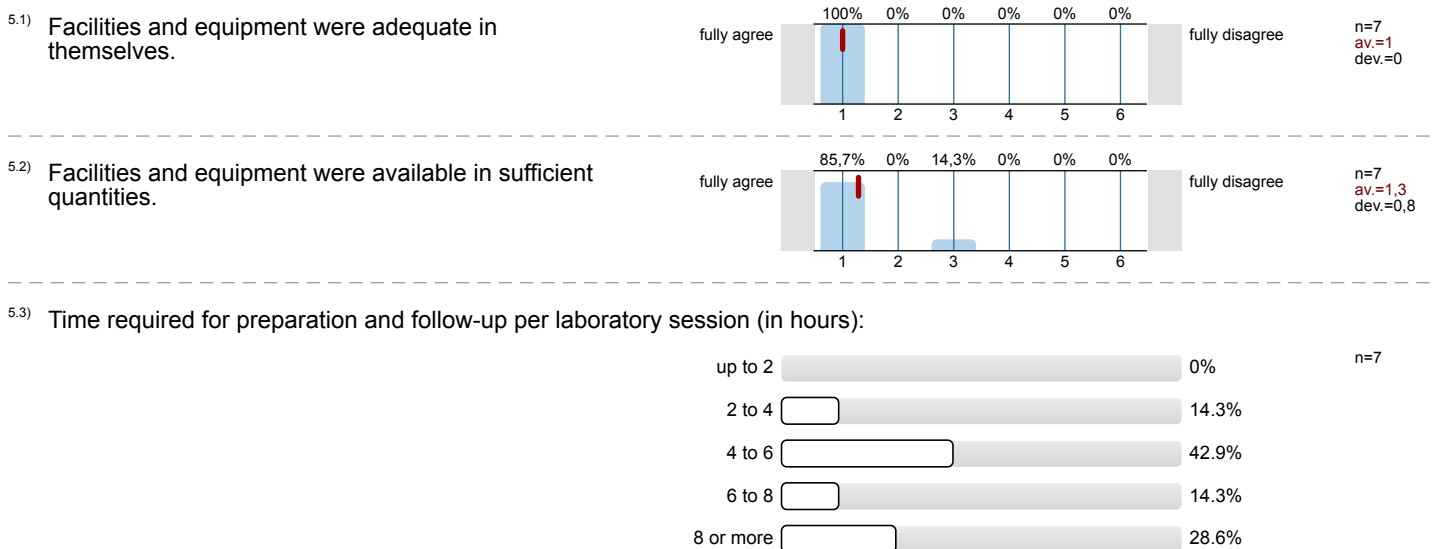 5.1) Facilities and equipment were adequate in
themselves.
100% 0% 0% 0% 0% 0%
fully agree
fully disagree
1 2 3 4 5 6
n=7
av.=1
dev.=0
5.2) Facilities and equipment were available in sufficient
quantities.
85,7% 0% 14,3% 0% 0% 0%
fully agree
fully disagree
1 2 3 4 5 6
n=7
av.=1,3
dev.=0,8
5.3) Time required for preparation and follow-up per laboratory session (in hours):
n=7
up to 2 0%
2 to 4 14.3%
4 to 6 42.9%
6 to 8 14.3%
8 or more 28.6%